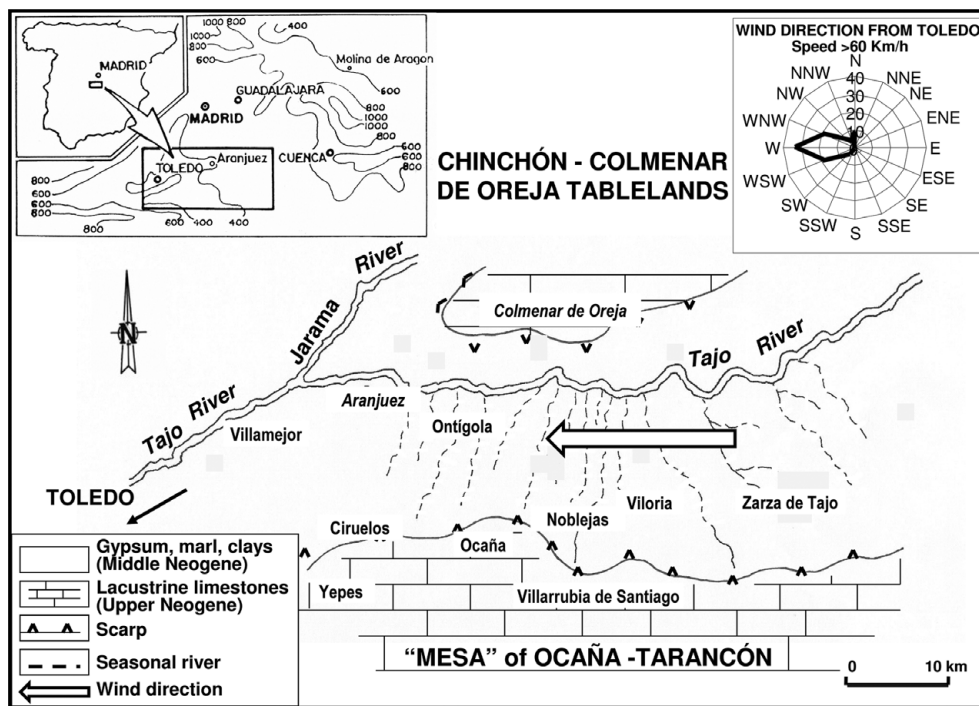 1000 800
800
600
400
MADRID
Molina de Aragon
GUADALAJARA
600
MADRID
800
1000
1000
800
Aranjuez
CUENCA
600
600
800
400
TOLEDO
800
600
600
800
800
600
400
400
WIND DIRECTION FROM TOLEDO
Speed >60 Km/h
N
NNW
NNE
NW
NE
WNW
ENE
W
E
WSW
ESE
SW
SE
SSW
SSE
S
40
30
20
10
CHINCHÓN - COLMENAR
DE OREJA TABLELANDS
N
Jarama River
Colmenar de Oreja
Tajo River
Tajo River
Aranjuez
Villamejor
Ontígola
TOLEDO
Viloria
Zarza de Tajo
Ciruelos
Noblejas
Ocaña
Yepes
Villarrubia de Santiago
"MESA" of OCAÑA -TARANCÓN
Gypsum, marl, clays
(Middle Neogene)
Lacustrine limestones
(Upper Neogene)
Scarp
Seasonal river
Wind direction
0 10 km